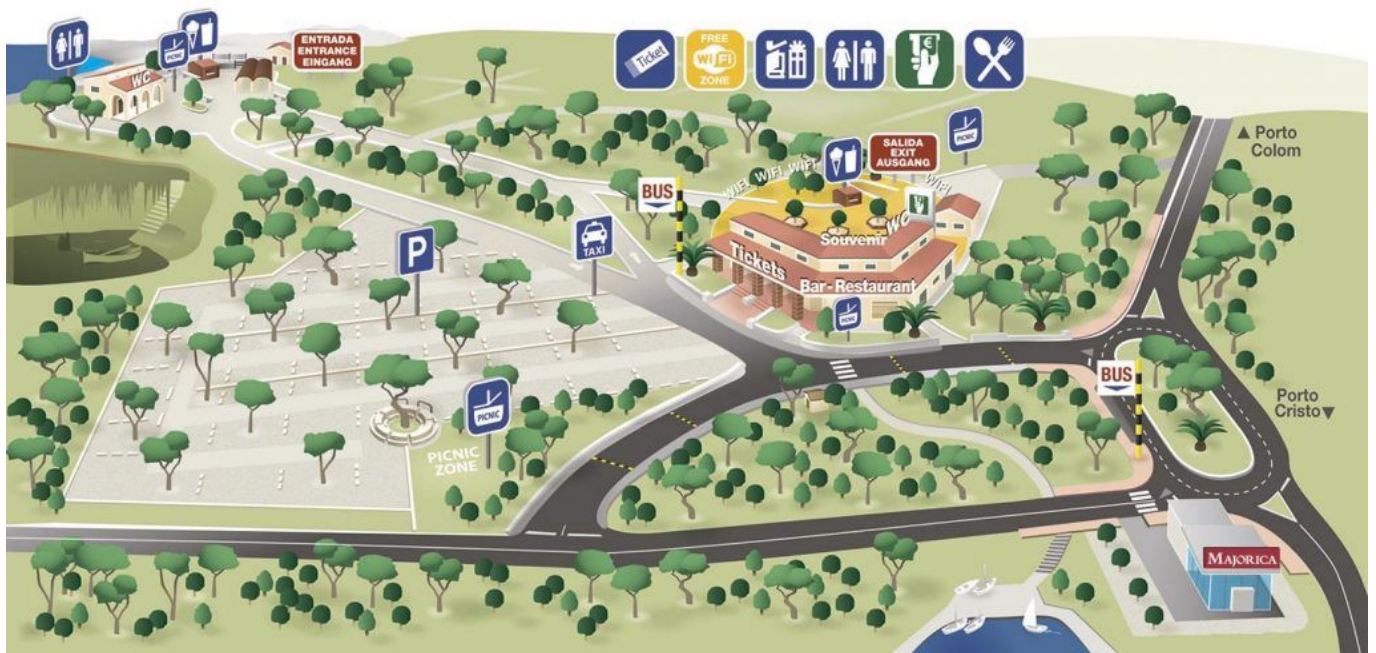 WC
PICNIC
ENTRADA
ENTRANCE
EINGANG
Ticket
FREE
WiFi
ZONE
€
PICNIC
▲ Porto
Colom
SALIDA
EXIT
AUSGANG
WIFI WIFI WIFI
WIFI
BUS
TAXI
P
WC
Souvenir
Tickets
Bar-Restaurant
PICNIC
BUS
Porto
Cristo ▼
PICNIC
PICNIC
ZONE
MAJORICA